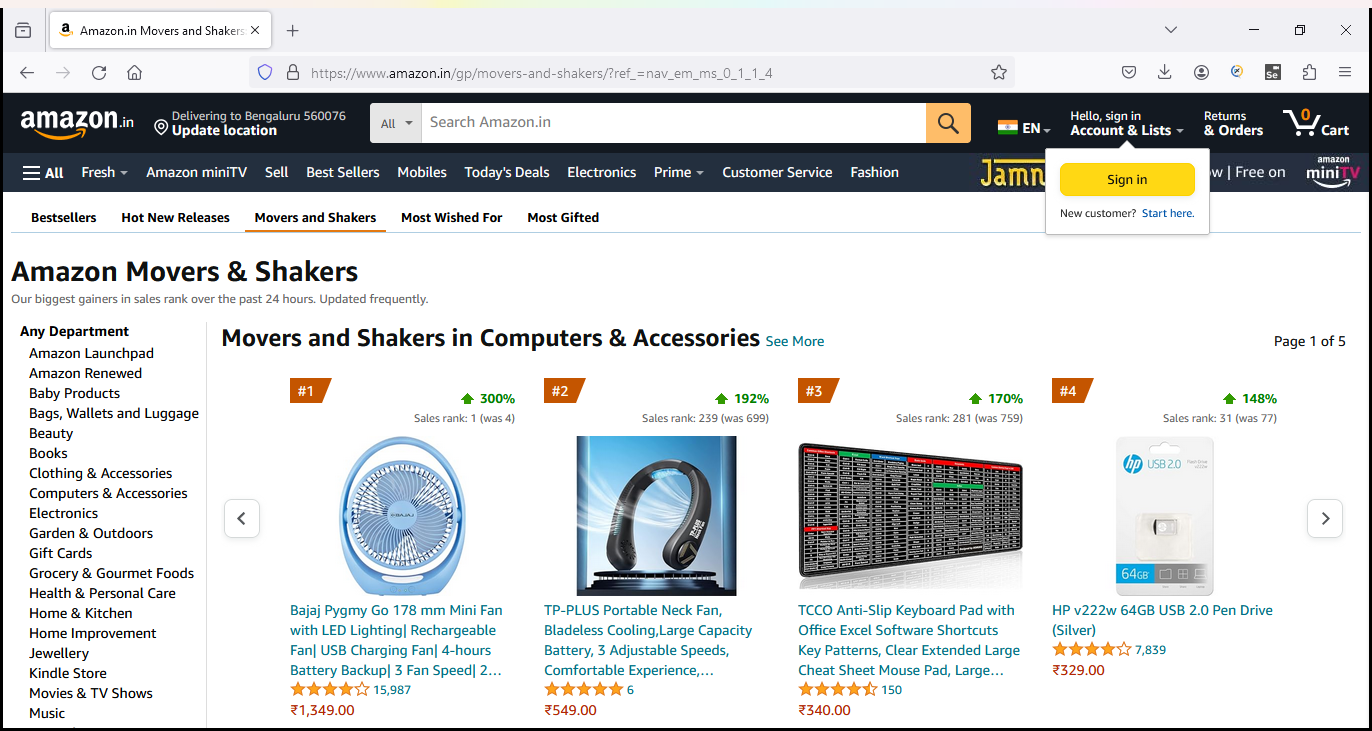 Amazon.in Movers and Shakers
https://www.amazon.in/gp/movers-and-shakers/?ref_=nav_em_ms_0_1_1_4
Se
amazon.in
Delivering to Bengaluru 560076
Update location
All
Search Amazon.in
EN
Hello, sign in
Account & Lists
Returns
& Orders
0
Cart
All
Fresh
Amazon miniTV
Sell
Best Sellers
Mobiles
Today's Deals
Electronics
Prime
Customer Service
Fashion
Free on
amazon
miniTV
Sign in
New customer? Start here.
Bestsellers
Hot New Releases
Movers and Shakers
Most Wished For
Most Gifted
Amazon Movers & Shakers
Our biggest gainers in sales rank over the past 24 hours. Updated frequently.
Any Department
Amazon Launchpad
Amazon Renewed
Baby Products
Bags, Wallets and Luggage
Beauty
Books
Clothing & Accessories
Computers & Accessories
Electronics
Garden & Outdoors
Gift Cards
Grocery & Gourmet Foods
Health & Personal Care
Home & Kitchen
Home Improvement
Jewellery
Kindle Store
Movies & TV Shows
Music
Movers and Shakers in Computers & Accessories See More
Page 1 of 5
#1
300%
Sales rank: 1 (was 4)
BAJAJ
Bajaj Pygmy Go 178 mm Mini Fan
with LED Lighting| Rechargeable
Fan| USB Charging Fan| 4-hours
Battery Backup| 3 Fan Speed| 2…
15,987
₹1,349.00
#2
192%
Sales rank: 239 (was 699)
TP-PLUS
TP-PLUS Portable Neck Fan,
Bladeless Cooling,Large Capacity
Battery, 3 Adjustable Speeds,
Comfortable Experience,…
6
₹549.00
#3
170%
Sales rank: 281 (was 759)
TCCO Anti-Slip Keyboard Pad with
Office Excel Software Shortcuts
Key Patterns, Clear Extended Large
Cheat Sheet Mouse Pad, Large…
150
₹340.00
#4
148%
Sales rank: 31 (was 77)
hp USB 2.0
64GB
HP v222w 64GB USB 2.0 Pen Drive
(Silver)
7,839
₹329.00